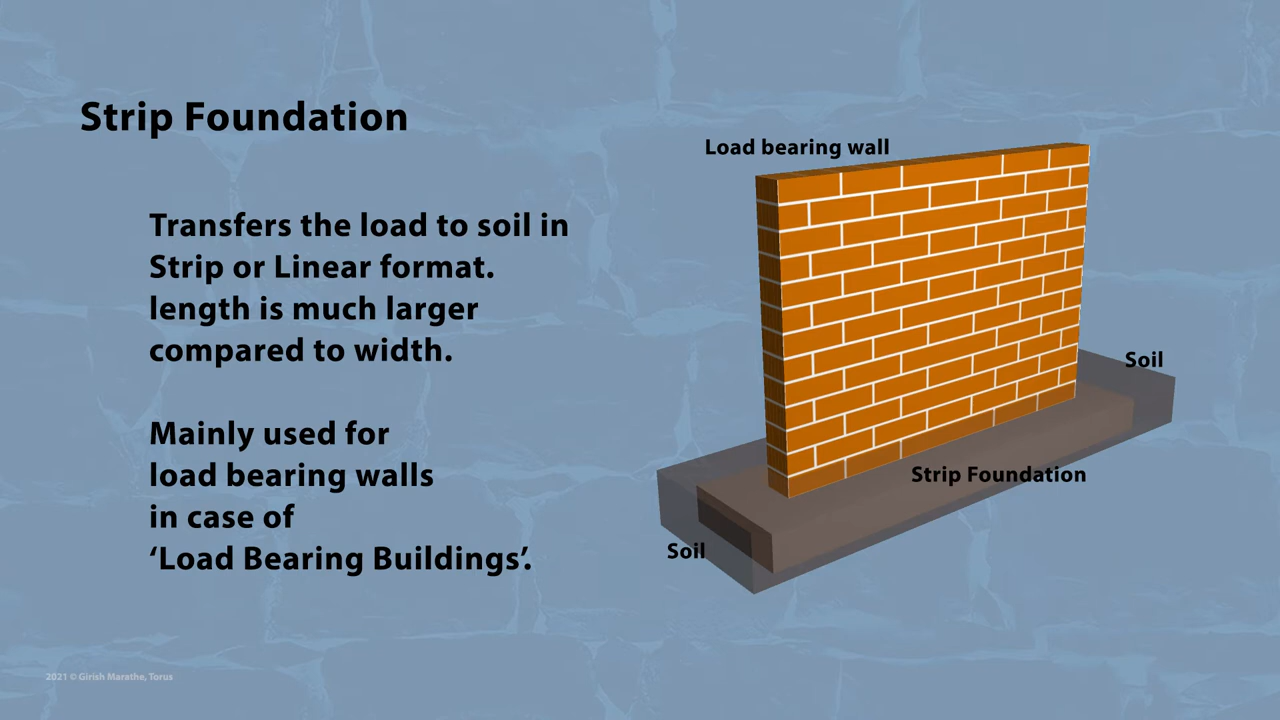 Strip Foundation
Transfers the load to soil in
Strip or Linear format.
length is much larger
compared to width.
Mainly used for
load bearing walls
in case of
‘Load Bearing Buildings’.
Load bearing wall
Soil
Strip Foundation
Soil
2021 © Girish Marathe, Torus